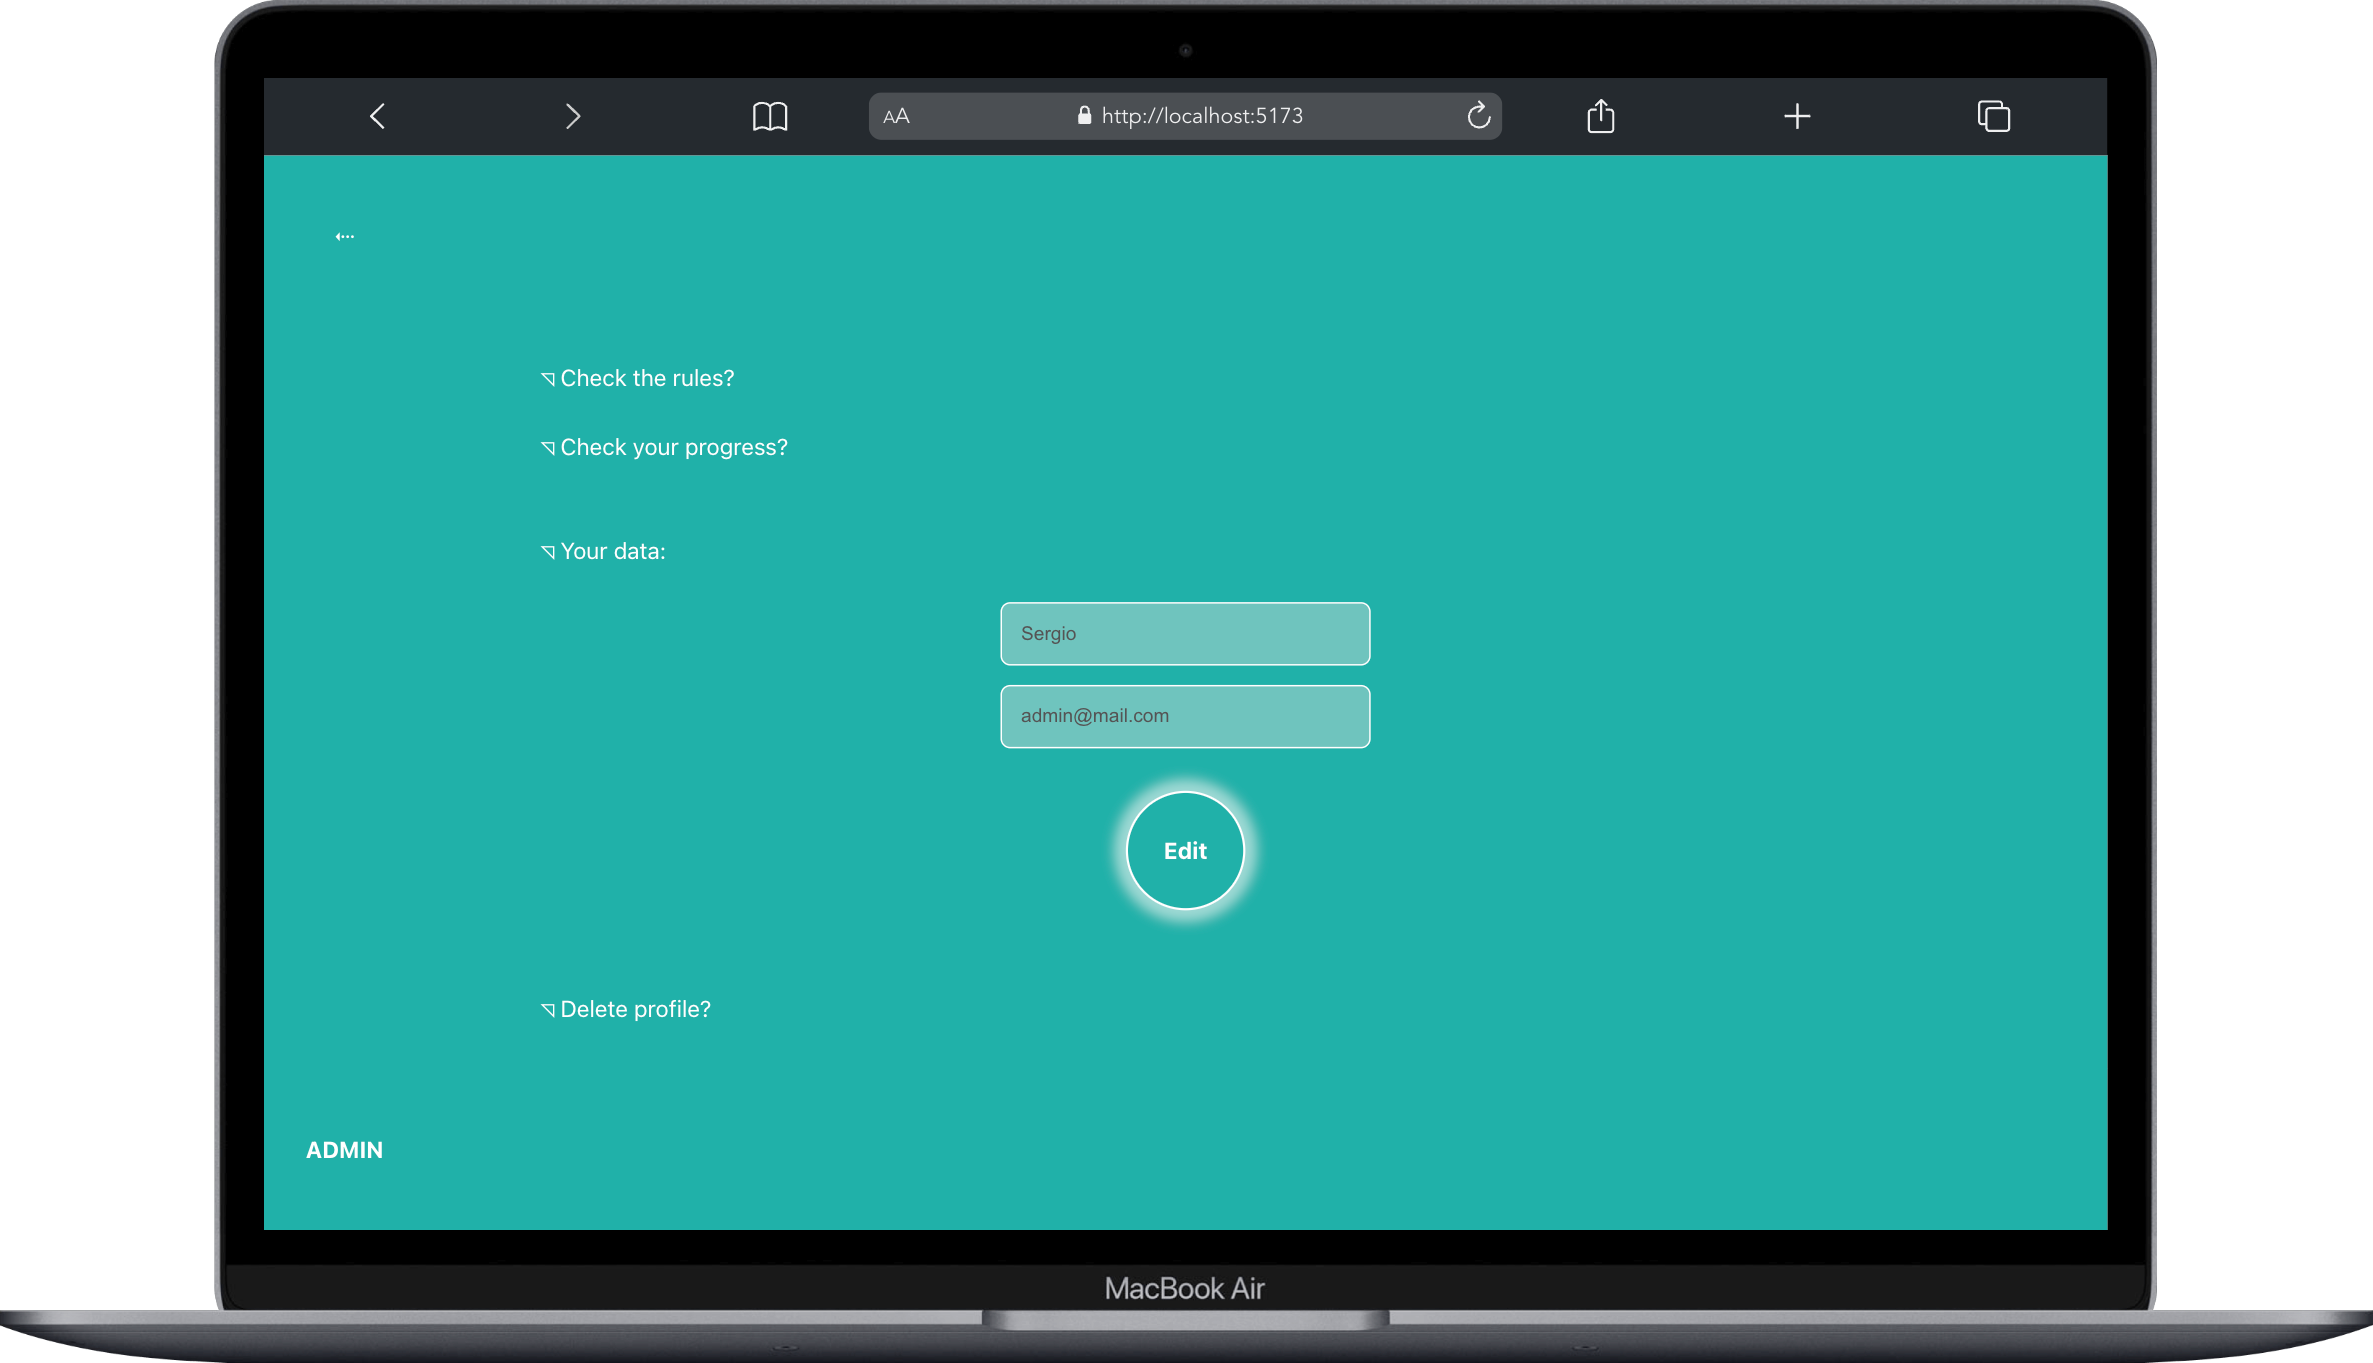 AA http://localhost:5173
Check the rules?
Check your progress?
Your data:
Sergio
admin@mail.com
Edit
Delete profile?
ADMIN
MacBook Air